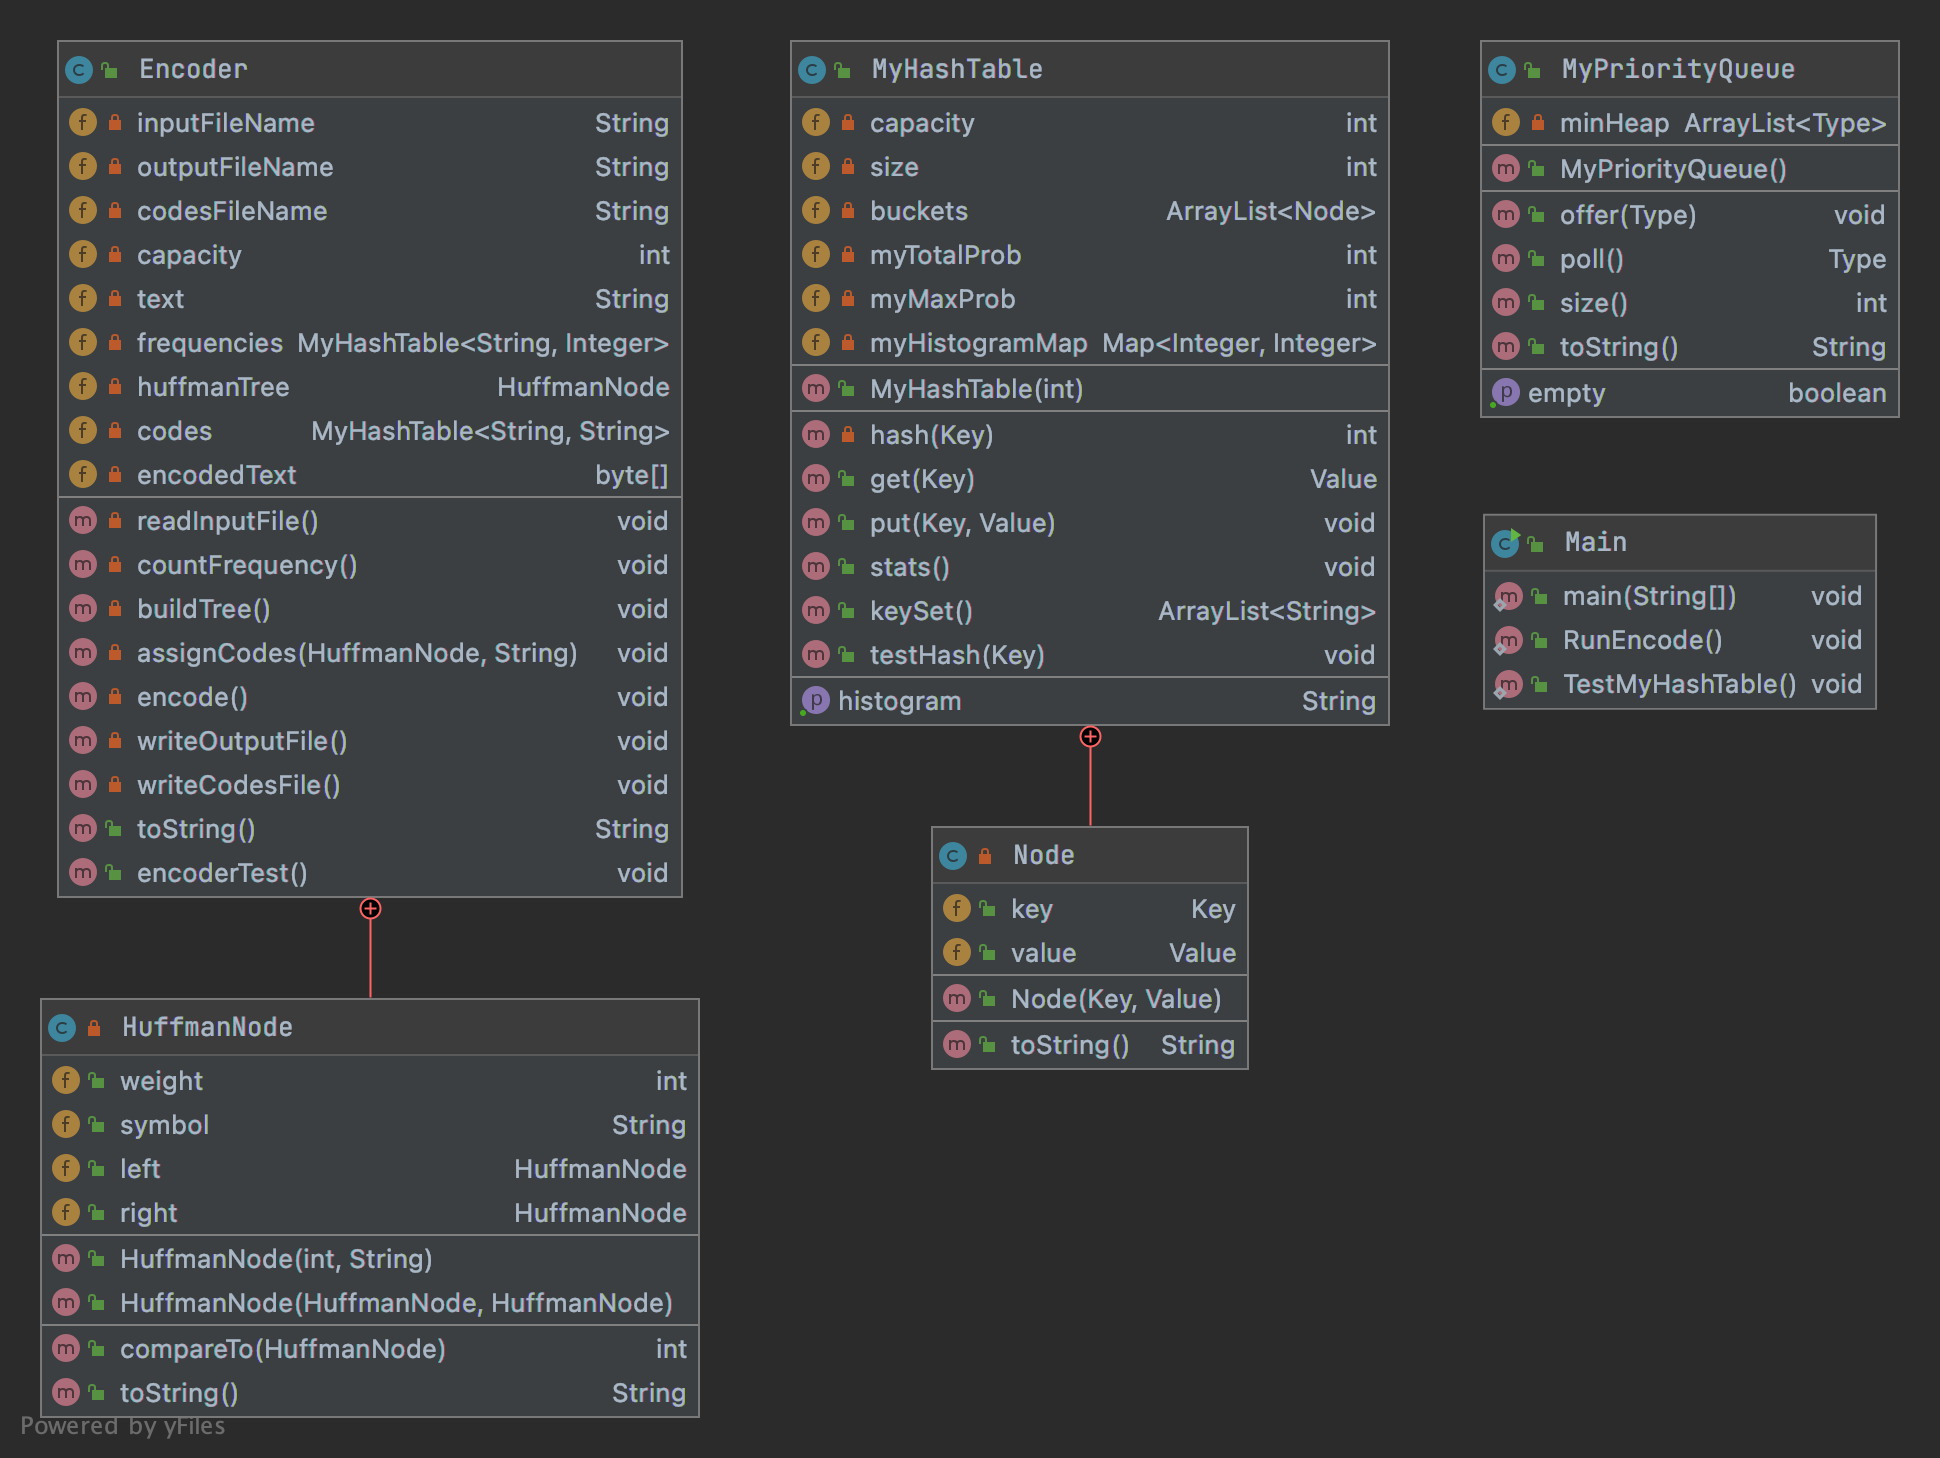 Encoder
inputFileName String
outputFileName String
codesFileName String
capacity int
text String
frequencies MyHashTable<String, Integer>
huffmanTree HuffmanNode
codes MyHashTable<String, String>
encodedText byte[]
readInputFile() void
countFrequency() void
buildTree() void
assignCodes(HuffmanNode, String) void
encode() void
writeOutputFile() void
writeCodesFile() void
toString() String
encoderTest() void
HuffmanNode
weight int
symbol String
left HuffmanNode
right HuffmanNode
HuffmanNode(int, String)
HuffmanNode(HuffmanNode, HuffmanNode)
compareTo(HuffmanNode) int
toString() String
MyHashTable
capacity int
size int
buckets ArrayList<Node>
myTotalProb int
myMaxProb int
myHistogramMap Map<Integer, Integer>
MyHashTable(int)
hash(Key) int
get(Key) Value
put(Key, Value) void
stats() void
keySet() ArrayList<String>
testHash(Key) void
histogram String
Node
key Key
value Value
Node(Key, Value)
toString() String
MyPriorityQueue
minHeap ArrayList<Type>
MyPriorityQueue()
offer(Type) void
poll() Type
size() int
toString() String
empty boolean
Main
main(String[]) void
RunEncode() void
TestMyHashTable() void
Powered by yFiles